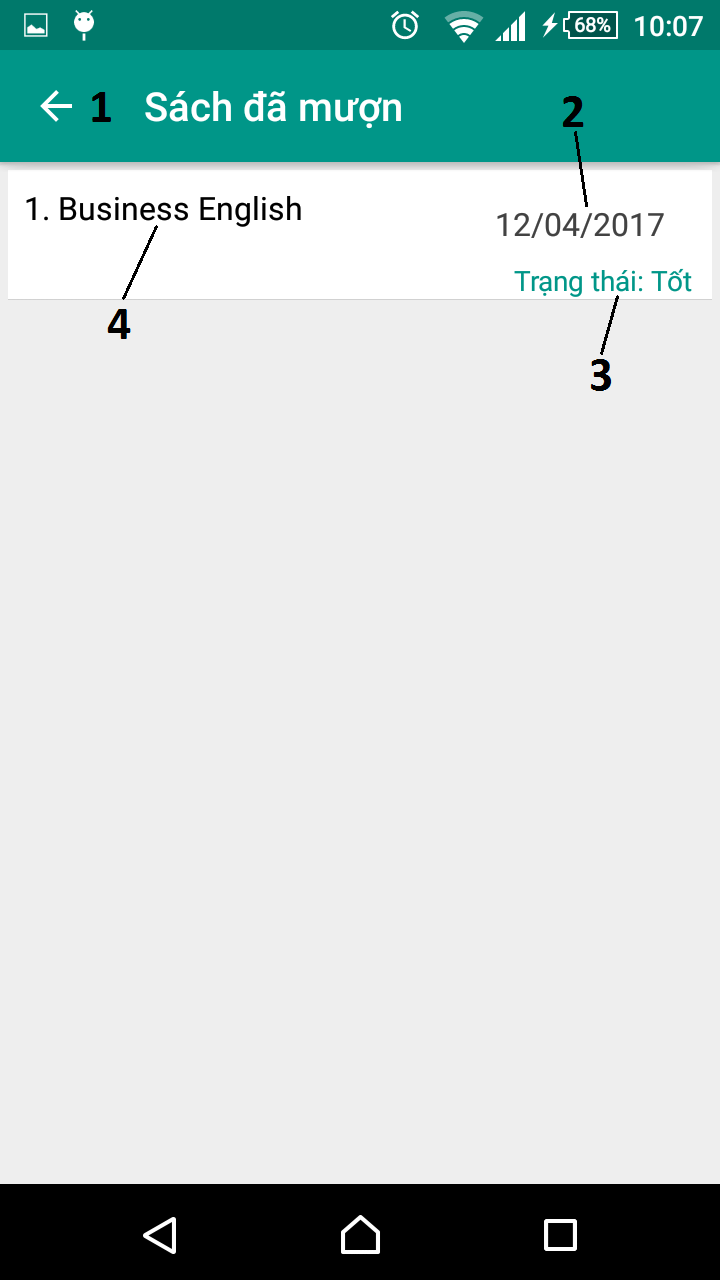 68% 10:07
1 Sách đã mượn 2
1. Business English
12/04/2017
Trạng thái: Tốt
4
3